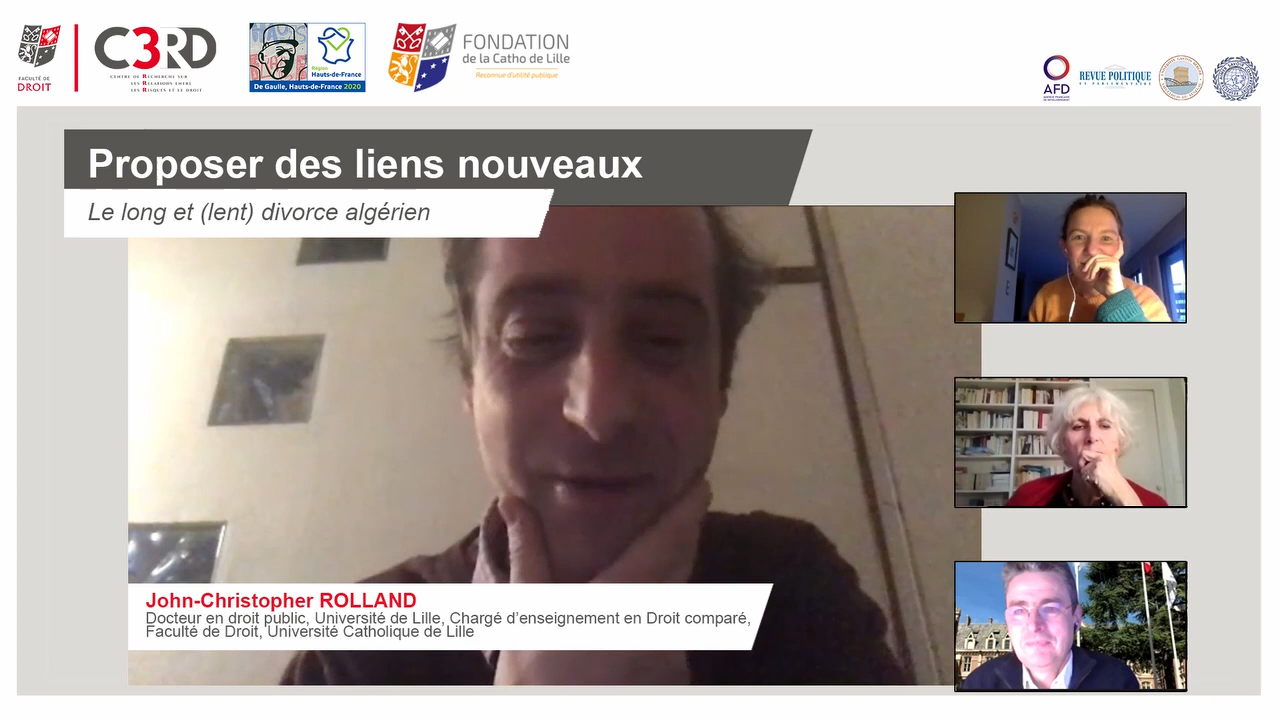 FACULTÉ DE
DROIT
C3RD
CENTRE DE RECHERCHE SUR
LES RELATIONS ENTRE
LES RISQUES ET LE DROIT
Région
Hauts-de-France
De Gaulle, Hauts-de-France 2020
FONDATION
de la Catho de Lille
Reconnue d'utilité publique
AFD
REVUE POLITIQUE
ET PARLEMENTAIRE
Proposer des liens nouveaux
Le long et (lent) divorce algérien
John-Christopher ROLLAND
Docteur en droit public, Université de Lille, Chargé d'enseignement en Droit comparé,
Faculté de Droit, Université Catholique de Lille